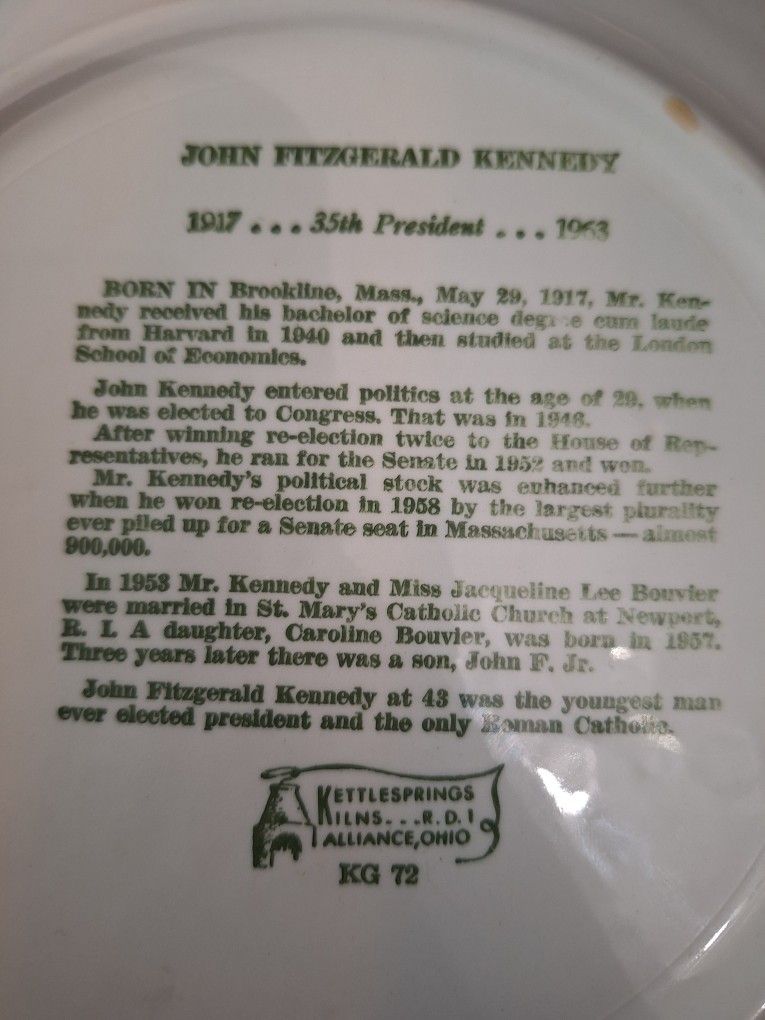 JOHN FITZGERALD KENNEDY
1917 . . . 35th President . . . 1963
BORN IN Brookline, Mass., May 29, 1917, Mr. Ken-
nedy received his bachelor of science degree cum laude
from Harvard in 1940 and then studied at the London
School of Economics.
John Kennedy entered politics at the age of 29, when
he was elected to Congress. That was in 1946.
After winning re-election twice to the House of Rep-
resentatives, he ran for the Senate in 1952 and won.
Mr. Kennedy's political stock was enhanced further
when he won re-election in 1958 by the largest plurality
ever piled up for a Senate seat in Massachusetts — almost
900,000.
In 1953 Mr. Kennedy and Miss Jacqueline Lee Bouvier
were married in St. Mary's Catholic Church at Newport,
R. I. A daughter, Caroline Bouvier, was born in 1957.
Three years later there was a son, John F. Jr.
John Fitzgerald Kennedy at 43 was the youngest man
ever elected president and the only Roman Catholic.
KETTLESPRINGS
KILNS...R.D.1
ALLIANCE,OHIO
KG 72